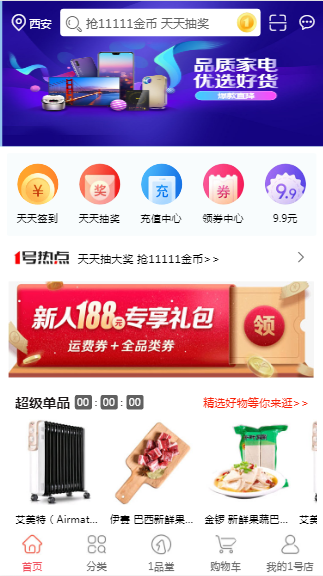 西安
抢11111金币 天天抽奖
品质家电
优选好货
爆款直降
¥
奖
充
券
9.9
天天签到
天天抽奖
充值中心
领券中心
9.9元
1号热点
天天抽大奖 抢11111金币>>
新人188元专享礼包
运费券+全品类券
领
超级单品 00:00:00
精选好物等你来逛>>
艾美特（Airmat...
伊赛 巴西新鲜果...
金锣 新鲜果蔬巴...
首页
分类
1品堂
购物车
我的1号店